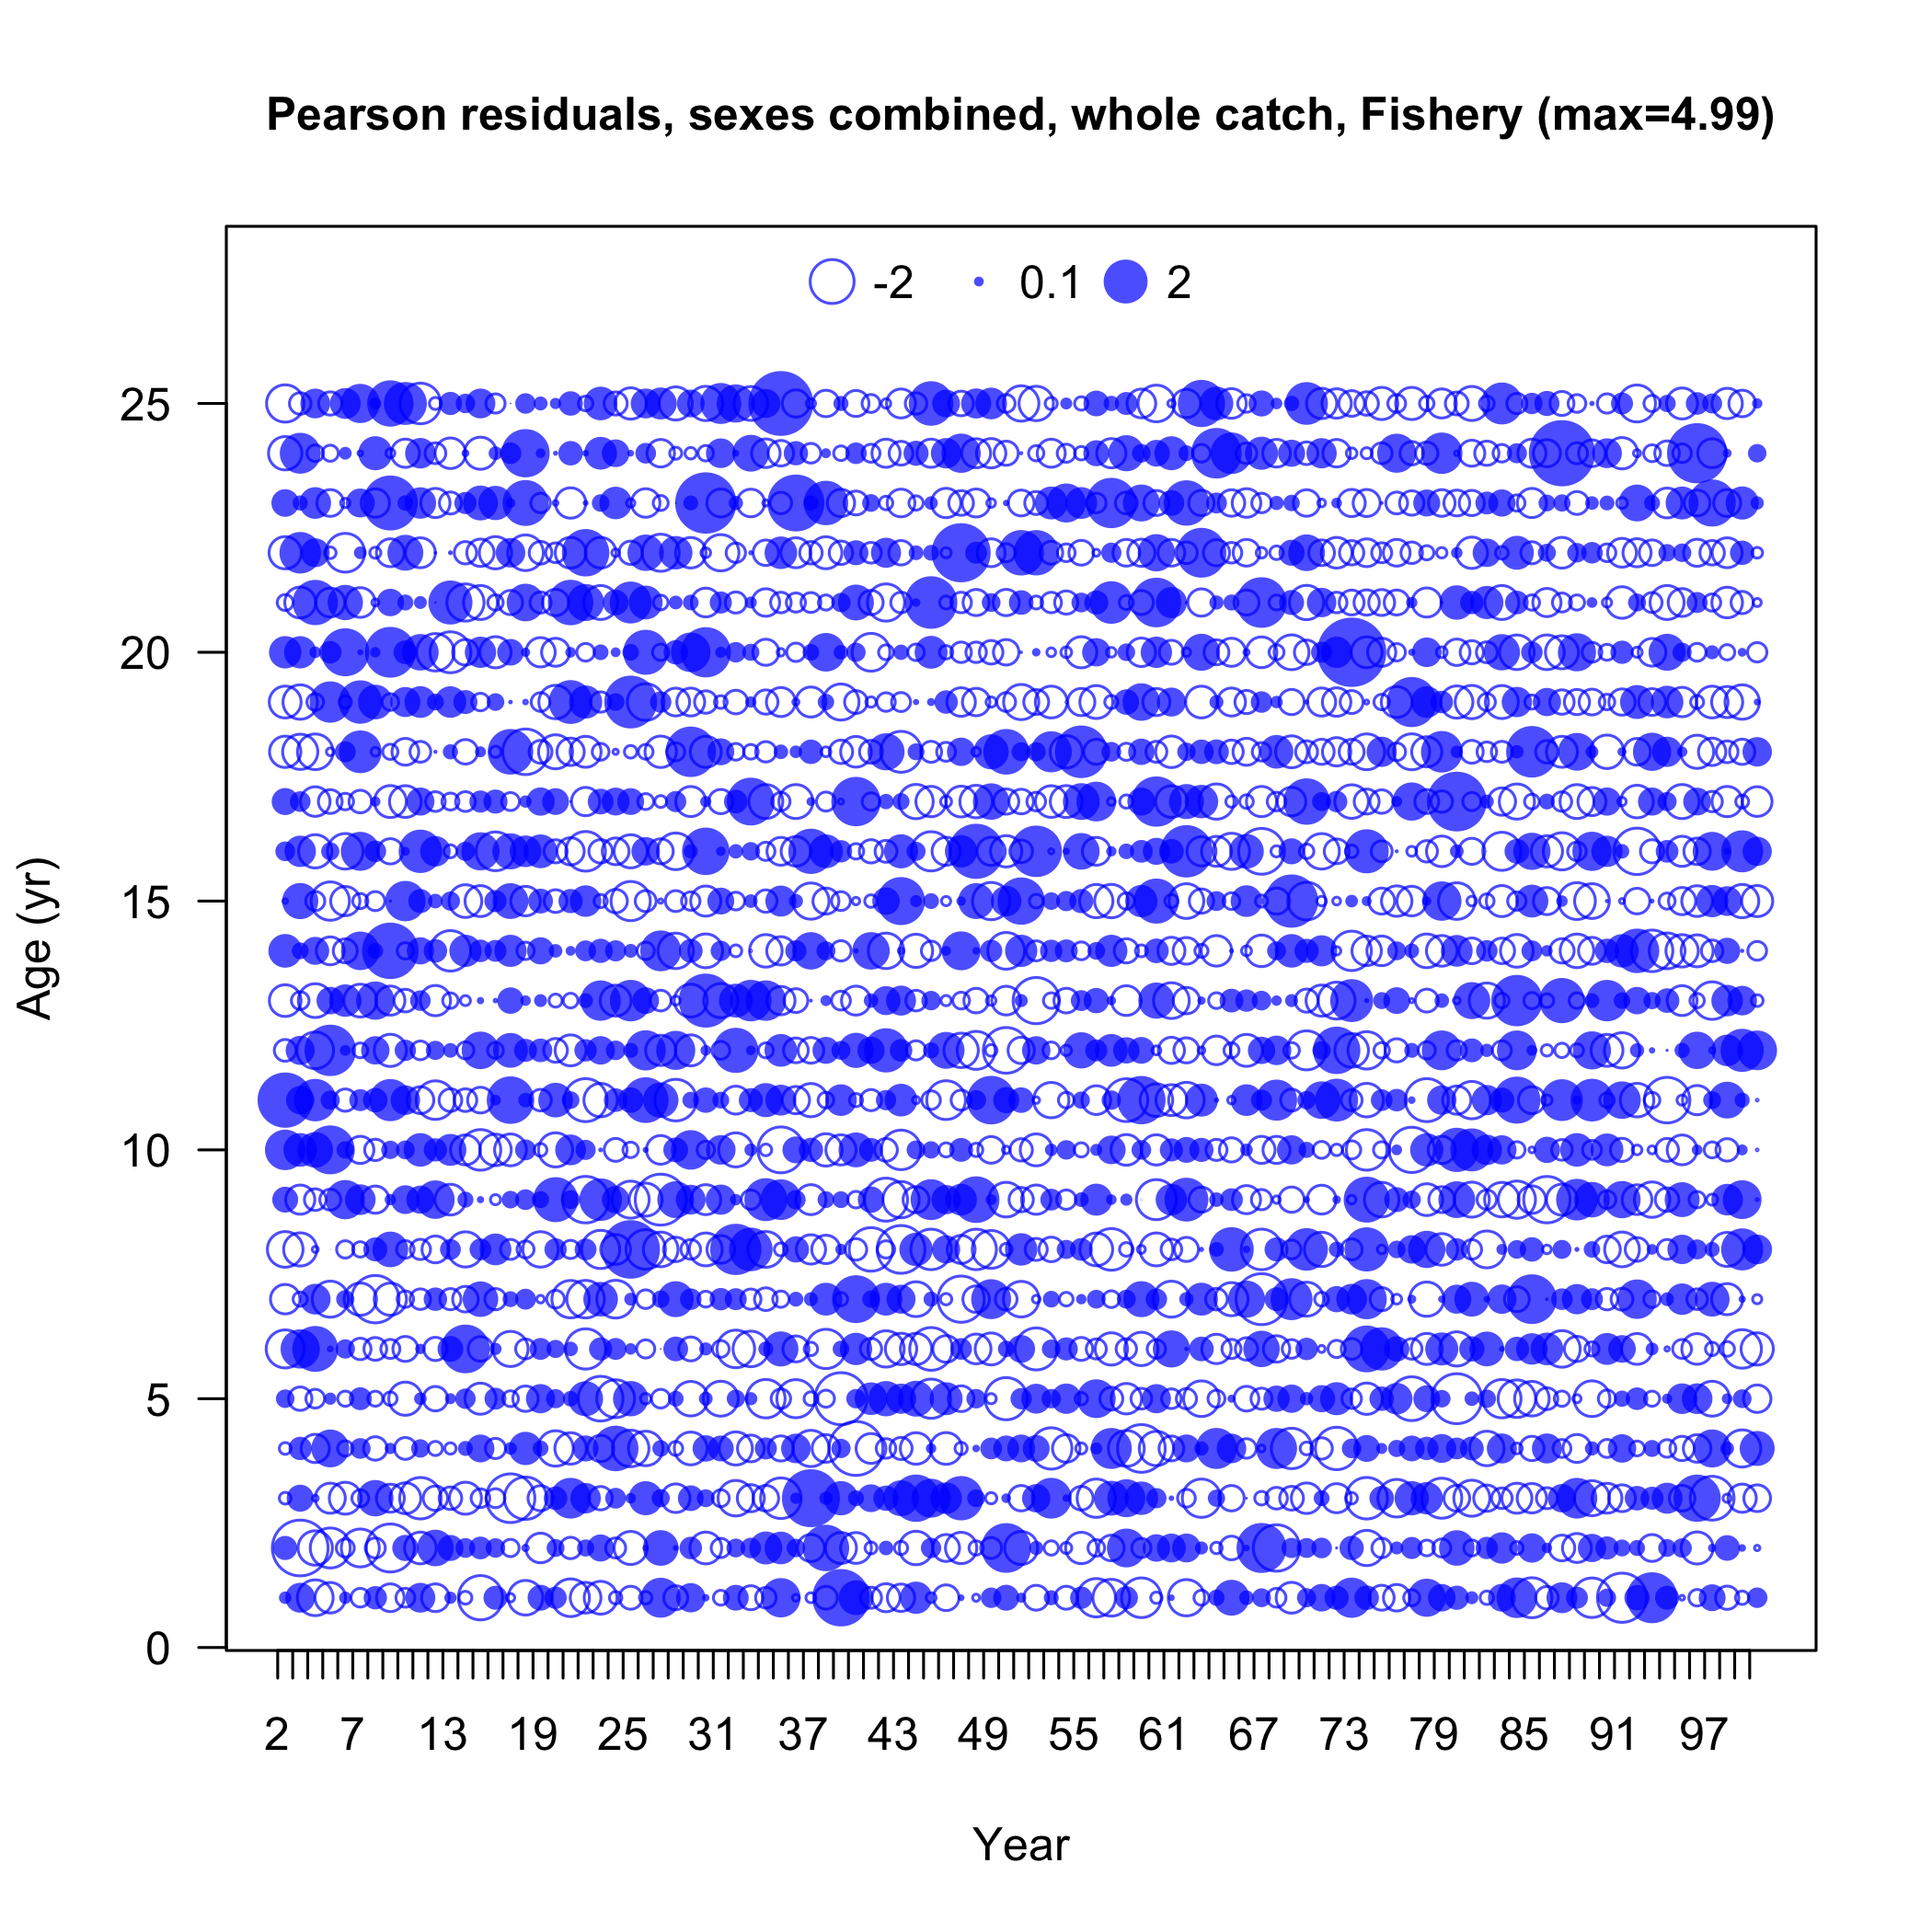 Pearson residuals, sexes combined, whole catch, Fishery (max=4.99)
-2 0.1 2
25
20
15
10
5
0
Age (yr)
2 7 13 19 25 31 37 43 49 55 61 67 73 79 85 91 97
Year